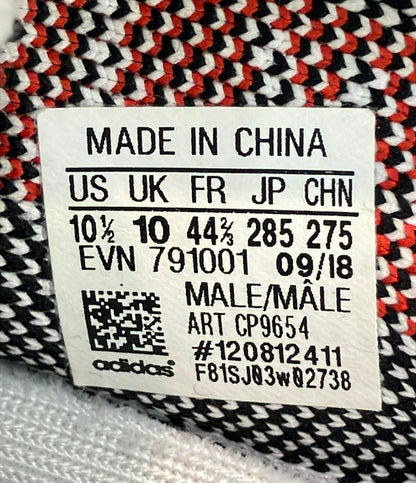 MADE IN CHINA
US UK FR JP CHN
10½ 10 44⅔ 285 275
EVN 791001 09/18
MALE/MÂLE
ART CP9654
#120812411
adidas F81SJ03W02738